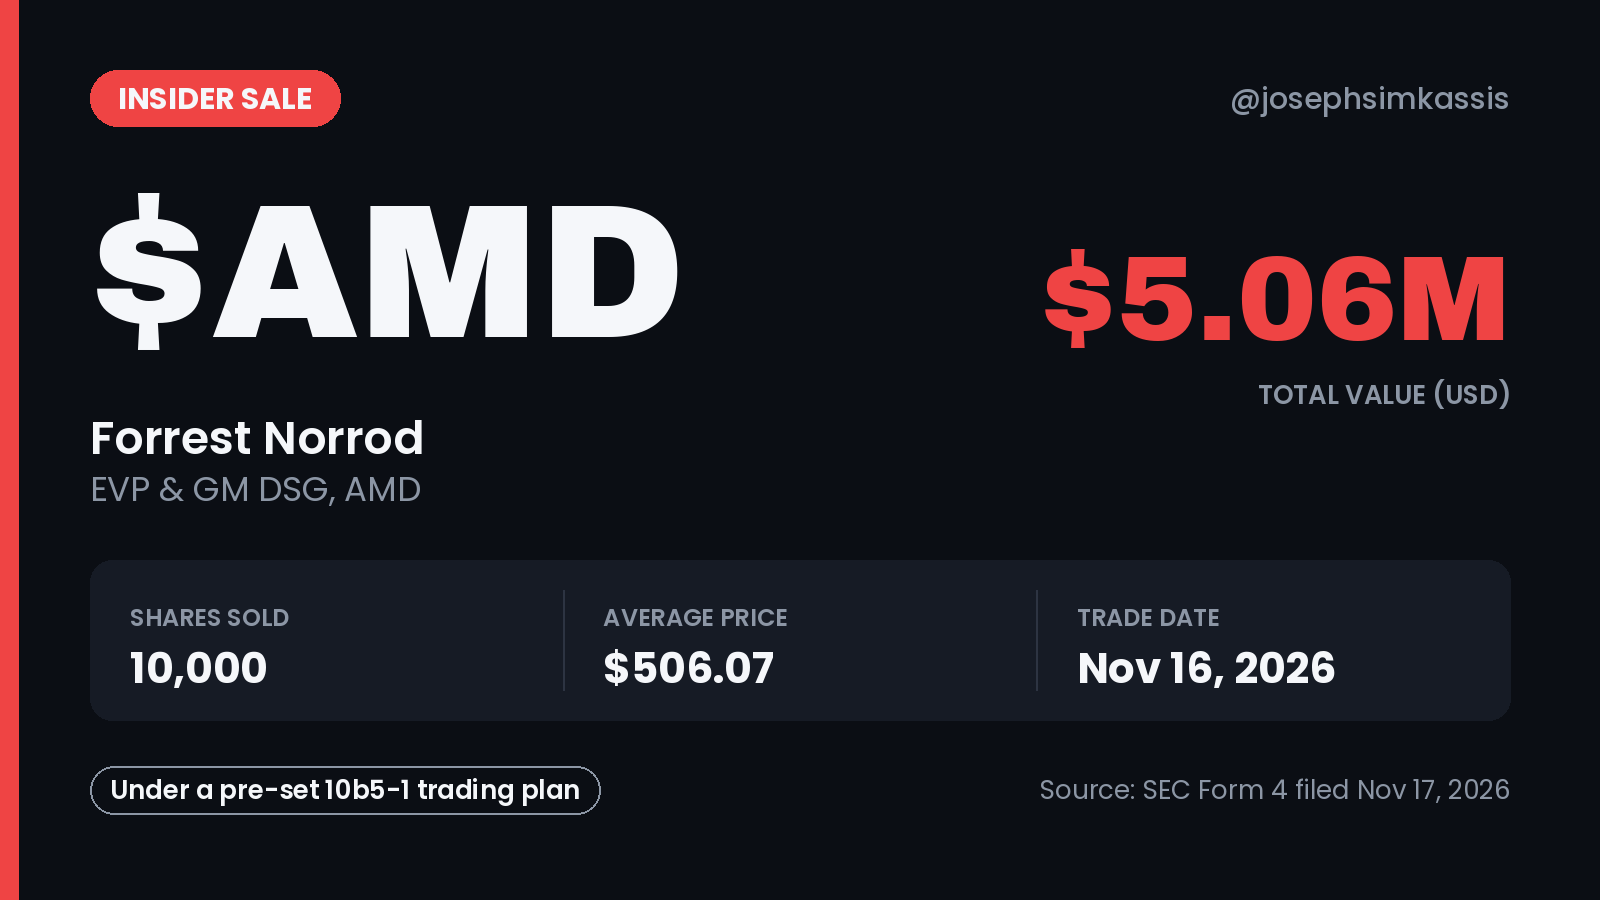 INSIDER SALE
@josephsimkassis
$AMD
$5.06M
TOTAL VALUE (USD)
Forrest Norrod
EVP & GM DSG, AMD
SHARES SOLD
10,000
AVERAGE PRICE
$506.07
TRADE DATE
Nov 16, 2026
Under a pre-set 10b5-1 trading plan
Source: SEC Form 4 filed Nov 17, 2026